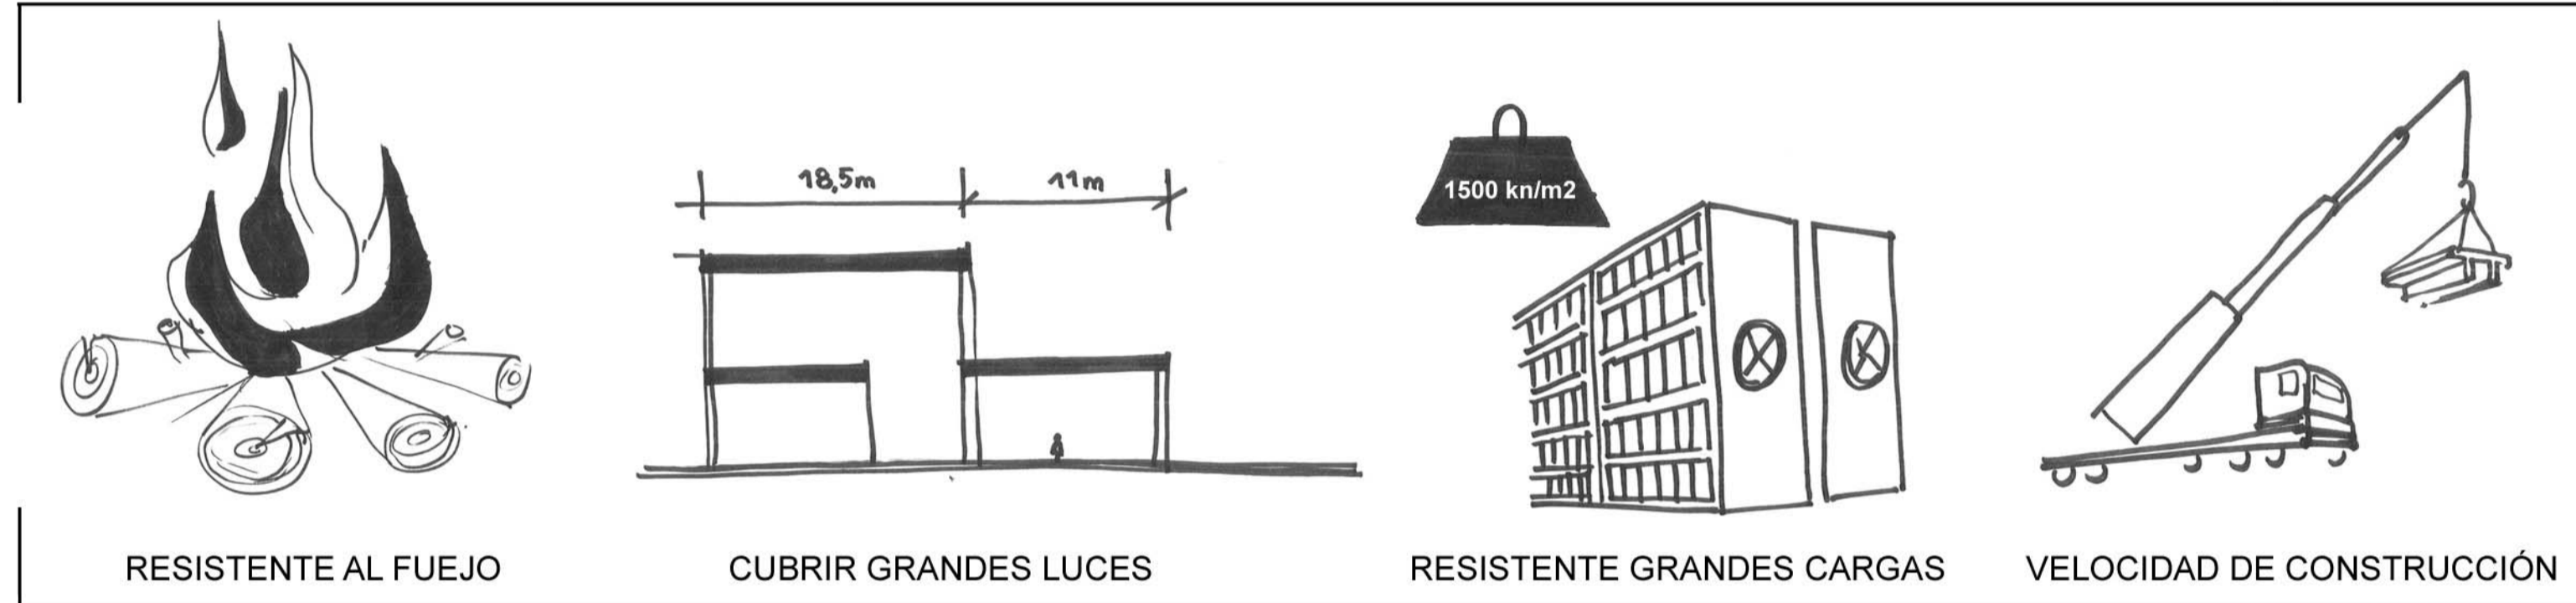 18,5m
11m
1500 kn/m2
RESISTENTE AL FUEJO
CUBRIR GRANDES LUCES
RESISTENTE GRANDES CARGAS
VELOCIDAD DE CONSTRUCCIÓN